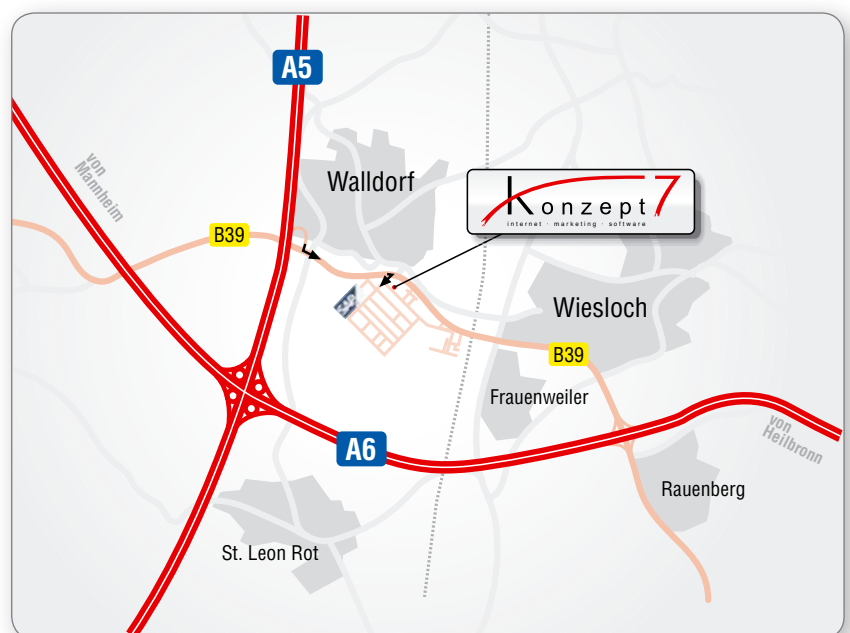 A5
von
Mannheim
Walldorf
Konzept 7
internet · marketing · software
B39
SAP
Wiesloch
B39
Frauenweiler
von
Heilbronn
A6
Rauenberg
St. Leon Rot